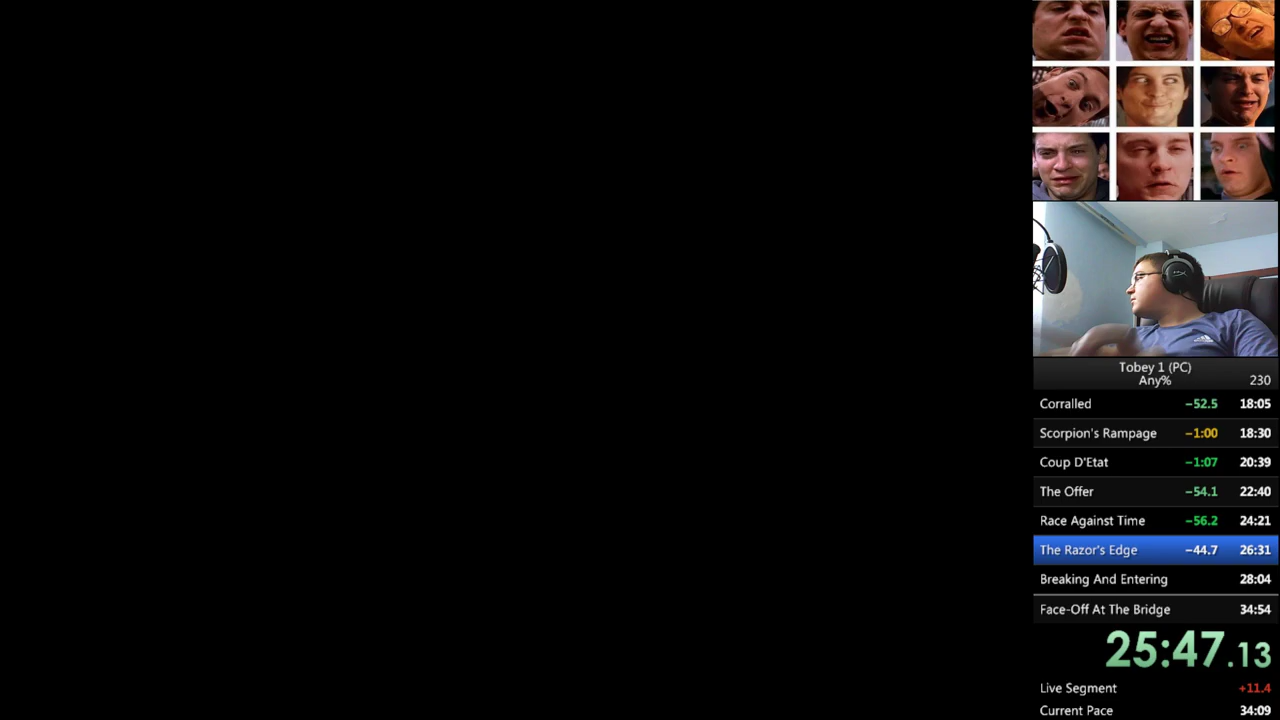 Tobey 1 (PC)
Any% 230
Corralled −52.5 18:05
Scorpion's Rampage −1:00 18:30
Coup D'Etat −1:07 20:39
The Offer −54.1 22:40
Race Against Time −56.2 24:21
The Razor's Edge −44.7 26:31
Breaking And Entering 28:04
Face-Off At The Bridge 34:54
25:47.13
Live Segment +11.4
Current Pace 34:09